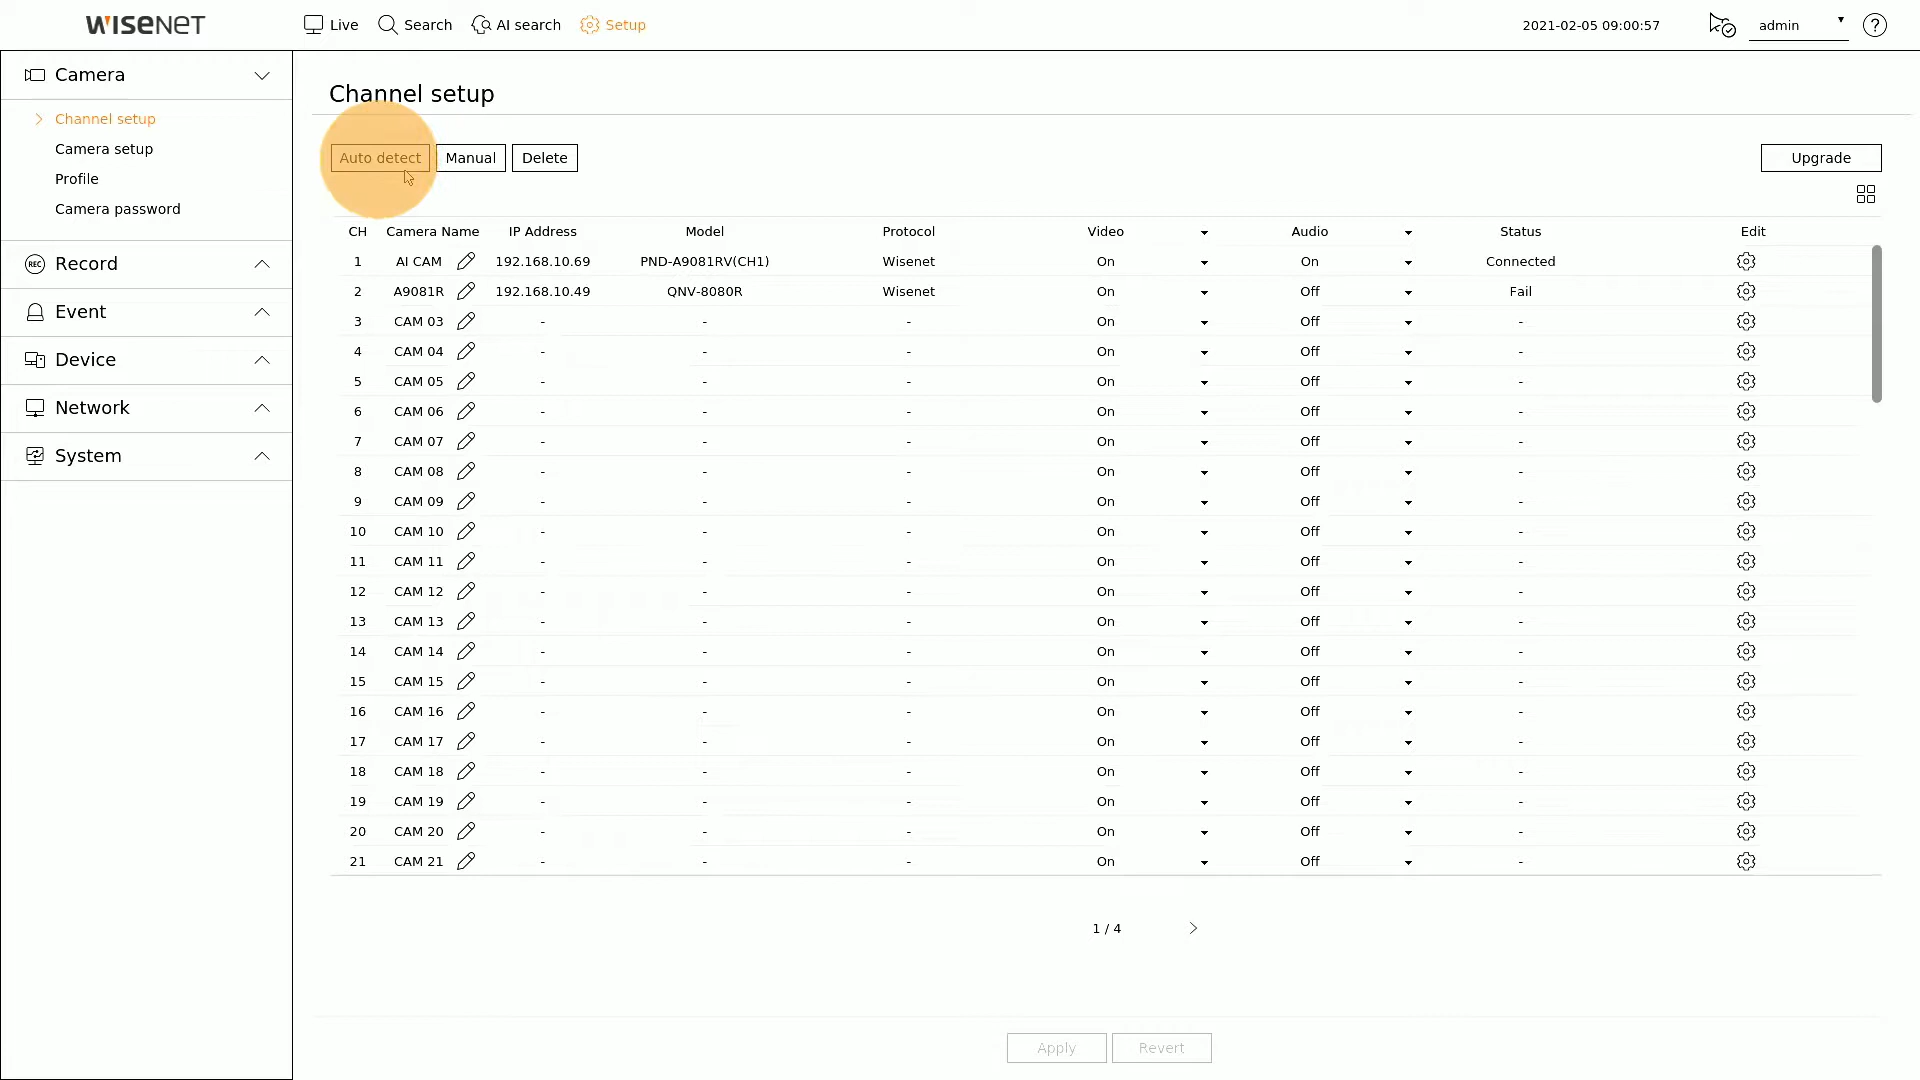 WISENET Live Search AI search Setup 2021-02-05 09:00:57 admin ?
Camera
Channel setup
Camera setup
Profile
Camera password
REC Record
Event
Device
Network
System
Channel setup
Auto detect Manual Delete Upgrade
CH Camera Name IP Address Model Protocol Video Audio Status Edit
1 AI CAM 192.168.10.69 PND-A9081RV(CH1) Wisenet On On Connected
2 A9081R 192.168.10.49 QNV-8080R Wisenet On Off Fail
3 CAM 03 - - - On Off -
4 CAM 04 - - - On Off -
5 CAM 05 - - - On Off -
6 CAM 06 - - - On Off -
7 CAM 07 - - - On Off -
8 CAM 08 - - - On Off -
9 CAM 09 - - - On Off -
10 CAM 10 - - - On Off -
11 CAM 11 - - - On Off -
12 CAM 12 - - - On Off -
13 CAM 13 - - - On Off -
14 CAM 14 - - - On Off -
15 CAM 15 - - - On Off -
16 CAM 16 - - - On Off -
17 CAM 17 - - - On Off -
18 CAM 18 - - - On Off -
19 CAM 19 - - - On Off -
20 CAM 20 - - - On Off -
21 CAM 21 - - - On Off -
1 / 4
Apply Revert